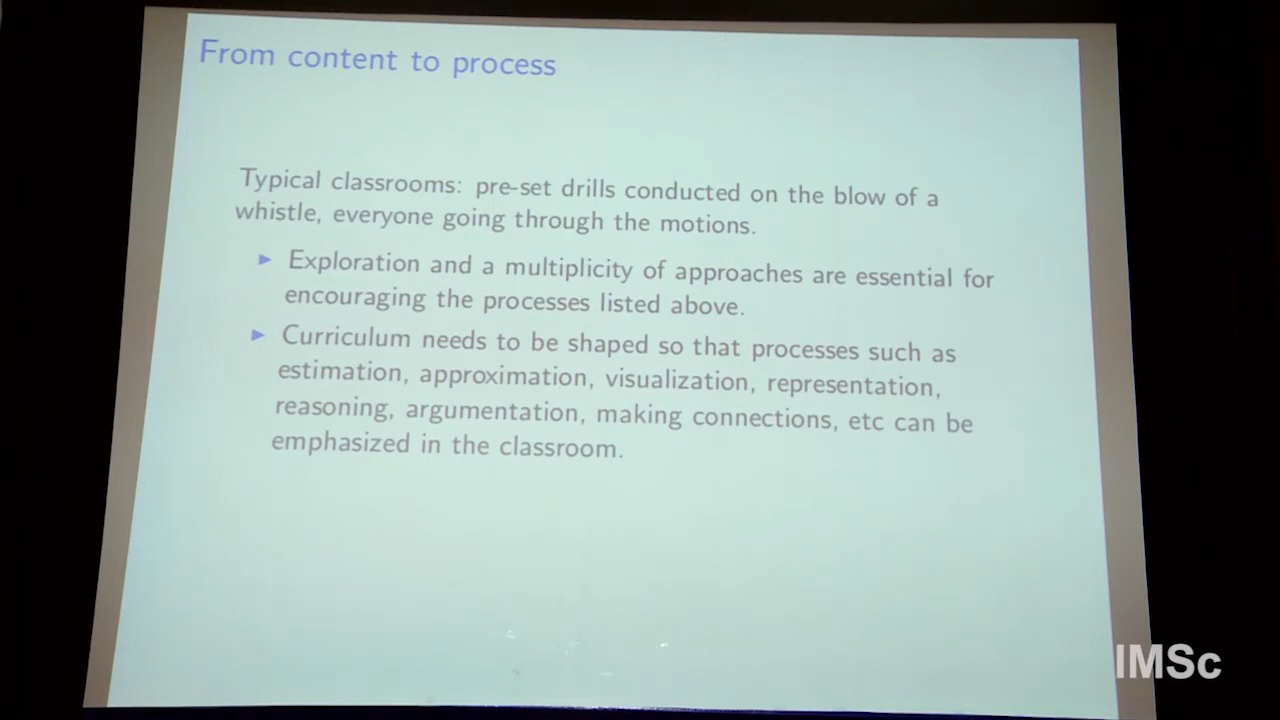 From content to process
Typical classrooms: pre-set drills conducted on the blow of a
whistle, everyone going through the motions.
Exploration and a multiplicity of approaches are essential for
encouraging the processes listed above.
Curriculum needs to be shaped so that processes such as
estimation, approximation, visualization, representation,
reasoning, argumentation, making connections, etc can be
emphasized in the classroom.
IMSc